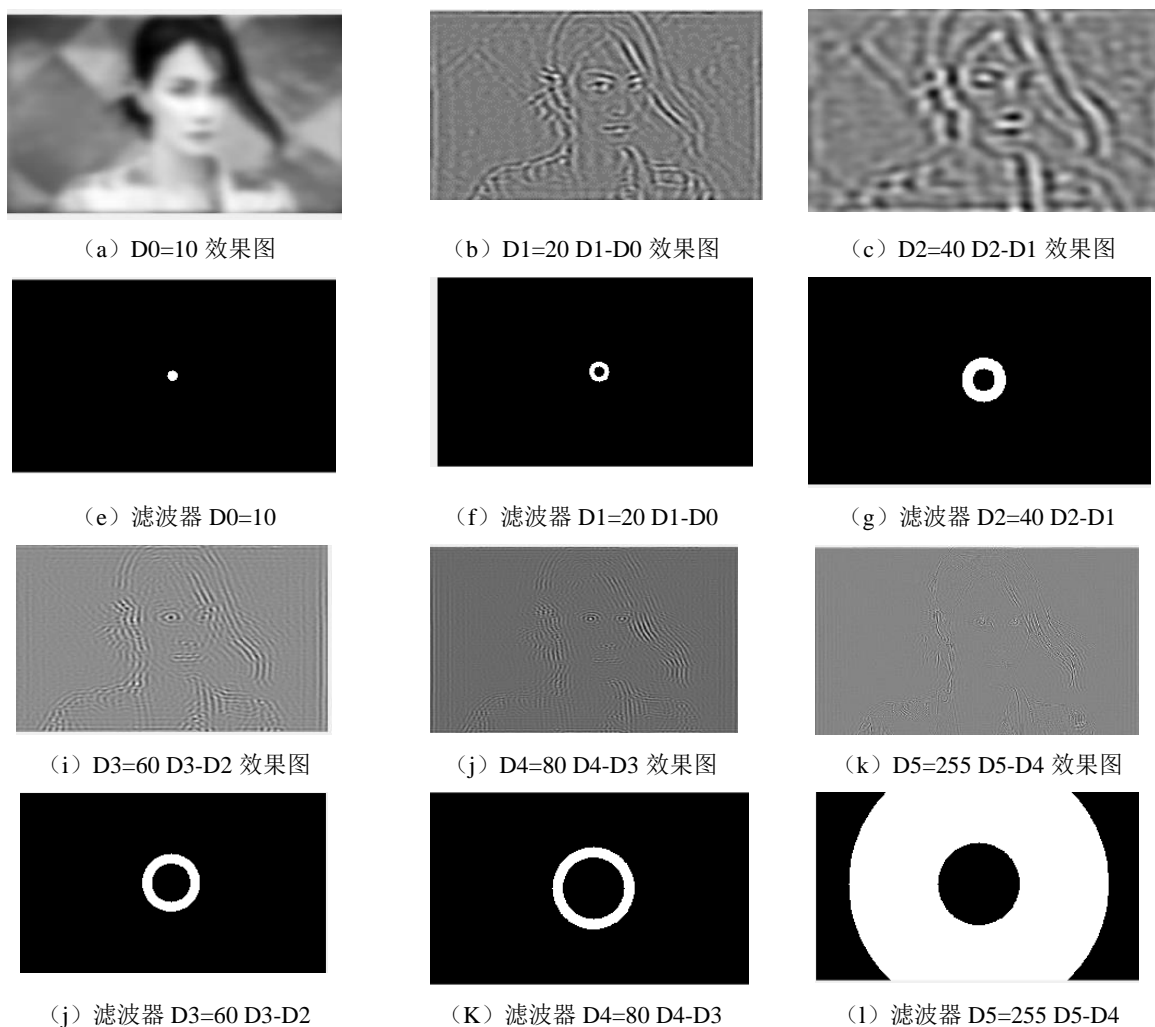 （a）D0=10 效果图
（b）D1=20 D1-D0 效果图
（c）D2=40 D2-D1 效果图
（e）滤波器 D0=10
（f）滤波器 D1=20 D1-D0
（g）滤波器 D2=40 D2-D1
（i）D3=60 D3-D2 效果图
（j）D4=80 D4-D3 效果图
（k）D5=255 D5-D4 效果图
（j）滤波器 D3=60 D3-D2
（K）滤波器 D4=80 D4-D3
（l）滤波器 D5=255 D5-D4